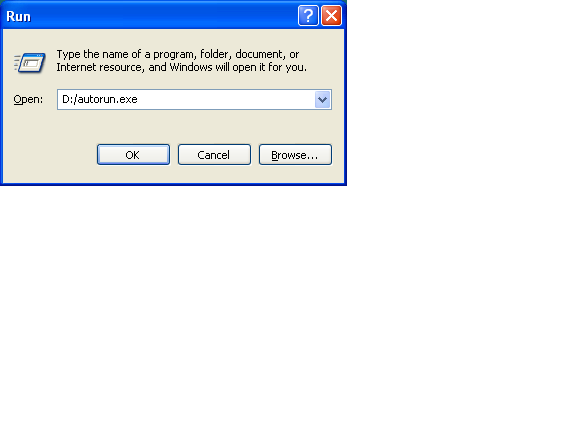 Run
Type the name of a program, folder, document, or
Internet resource, and Windows will open it for you.
Open: D:/autorun.exe
OK Cancel Browse...